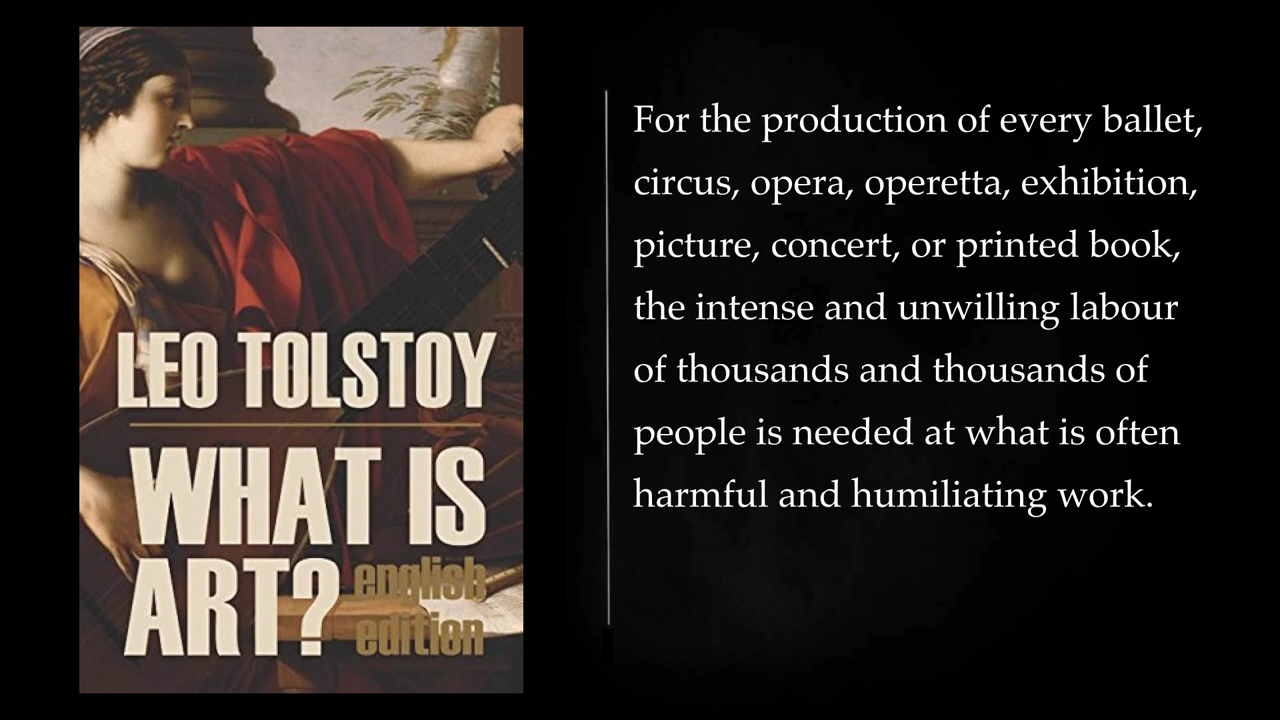 LEO TOLSTOY
WHAT IS
ART?
english
edition
For the production of every ballet,
circus, opera, operetta, exhibition,
picture, concert, or printed book,
the intense and unwilling labour
of thousands and thousands of
people is needed at what is often
harmful and humiliating work.